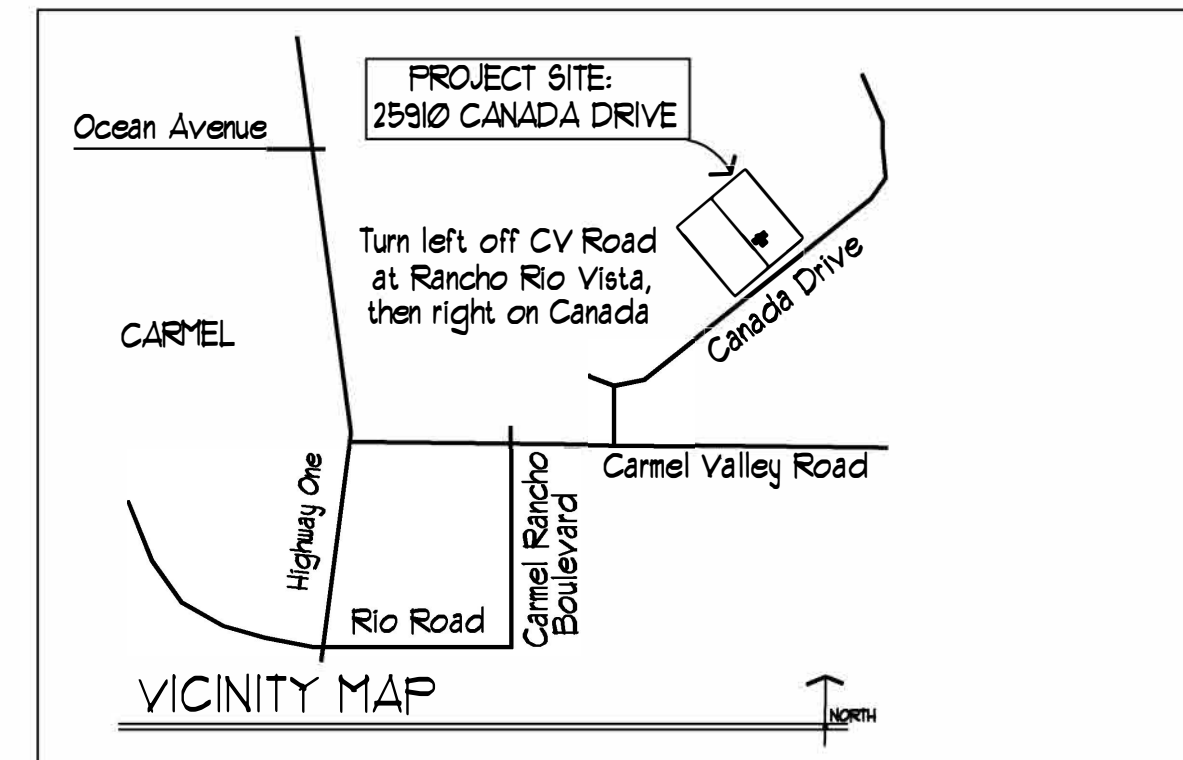 PROJECT SITE:
25910 CANADA DRIVE
Ocean Avenue
Turn left off CV Road
at Rancho Rio Vista,
then right on Canada
Canada Drive
CARMEL
Carmel Valley Road
Highway One
Carmel Rancho
Boulevard
Rio Road
VICINITY MAP
NORTH